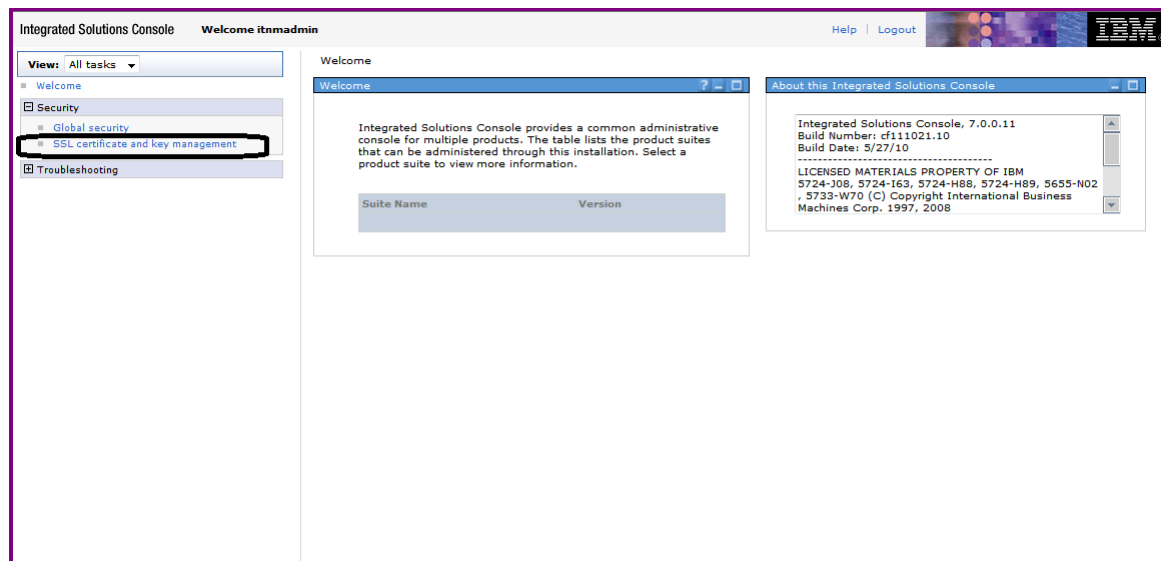 Integrated Solutions Console Welcome itnmadmin Help | Logout IBM.
View: All tasks
Welcome
Security
Global security
SSL certificate and key management
Troubleshooting
Welcome
Welcome
Integrated Solutions Console provides a common administrative
console for multiple products. The table lists the product suites
that can be administered through this installation. Select a
product suite to view more information.
Suite Name Version
About this Integrated Solutions Console
Integrated Solutions Console, 7.0.0.11
Build Number: cf111021.10
Build Date: 5/27/10
-------------------------------------
LICENSED MATERIALS PROPERTY OF IBM
5724-J08, 5724-I63, 5724-H88, 5724-H89, 5655-N02
, 5733-W70 (C) Copyright International Business
Machines Corp. 1997, 2008